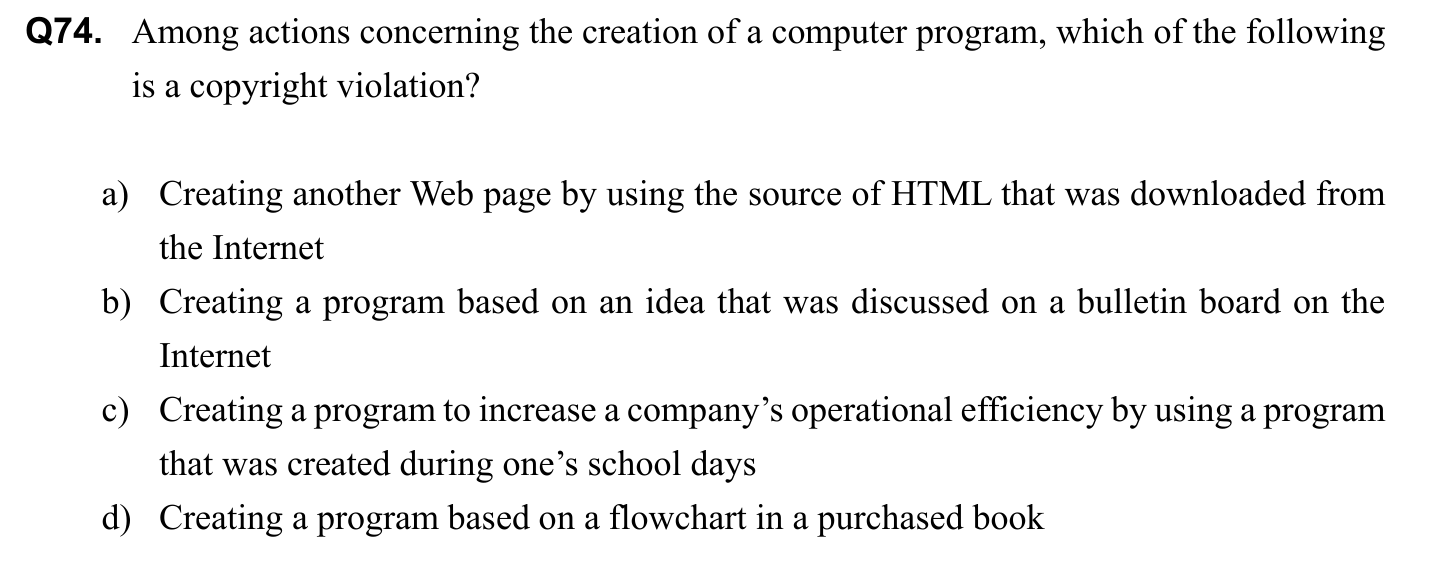 Q74. Among actions concerning the creation of a computer program, which of the following
is a copyright violation?
a) Creating another Web page by using the source of HTML that was downloaded from
the Internet
b) Creating a program based on an idea that was discussed on a bulletin board on the
Internet
c) Creating a program to increase a company’s operational efficiency by using a program
that was created during one’s school days
d) Creating a program based on a flowchart in a purchased book